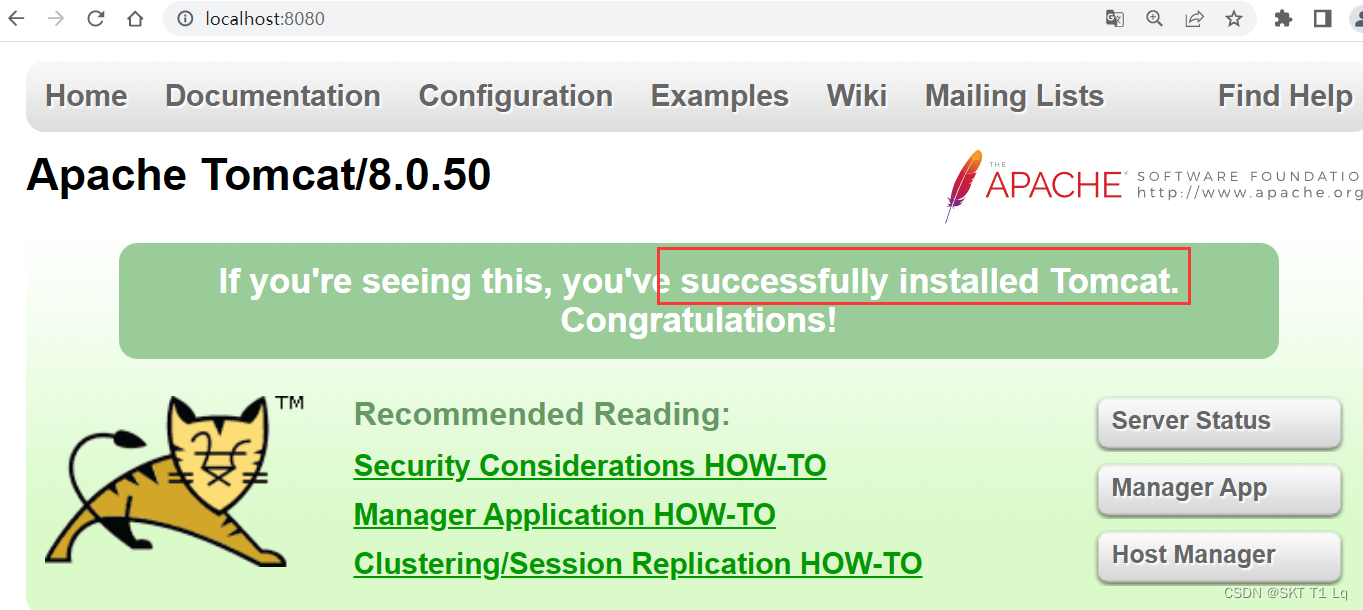 localhost:8080
Home Documentation Configuration Examples Wiki Mailing Lists Find Help
Apache Tomcat/8.0.50
THE
APACHE
SOFTWARE FOUNDATIO
http://www.apache.org
If you're seeing this, you've successfully installed Tomcat.
Congratulations!
TM
Recommended Reading:
Security Considerations HOW-TO
Manager Application HOW-TO
Clustering/Session Replication HOW-TO
Server Status
Manager App
Host Manager
CSDN @SKT T1 Lq